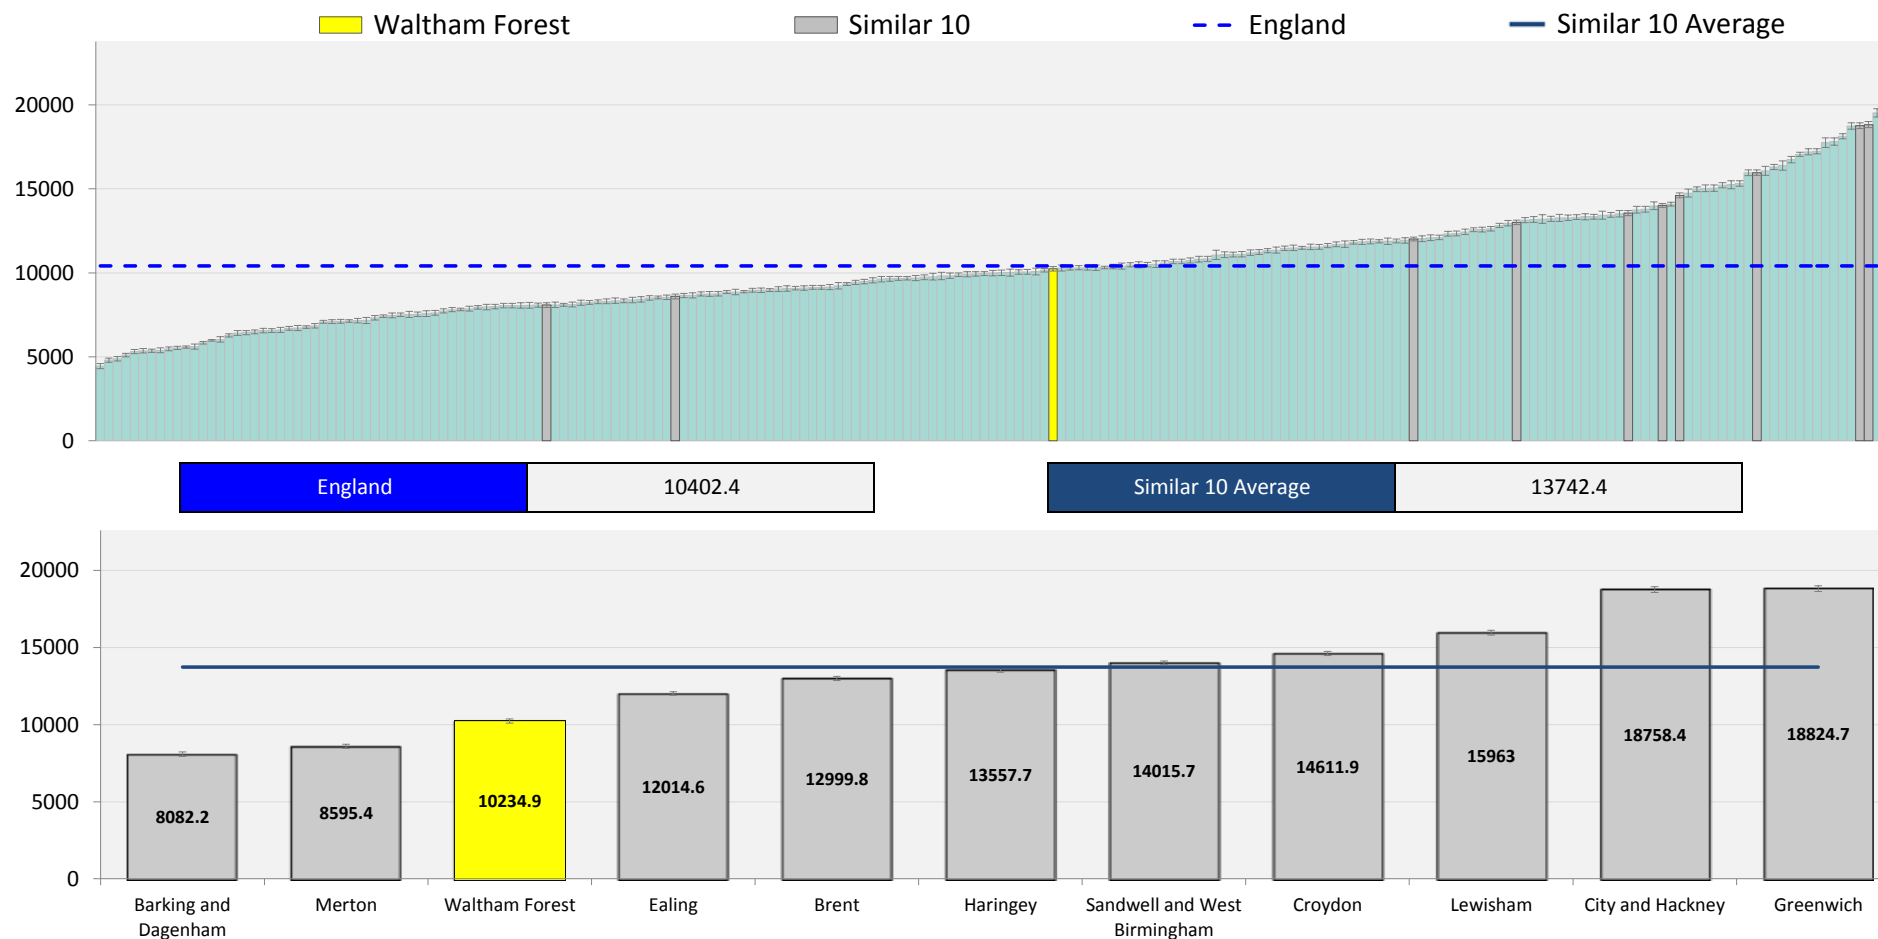 Waltham Forest
Similar 10
England
Similar 10 Average
20000
15000
10000
5000
0
England
10402.4
Similar 10 Average
13742.4
20000
15000
10000
5000
0
8082.2
8595.4
10234.9
12014.6
12999.8
13557.7
14015.7
14611.9
15963
18758.4
18824.7
Barking and
Dagenham
Merton
Waltham Forest
Ealing
Brent
Haringey
Sandwell and West
Birmingham
Croydon
Lewisham
City and Hackney
Greenwich